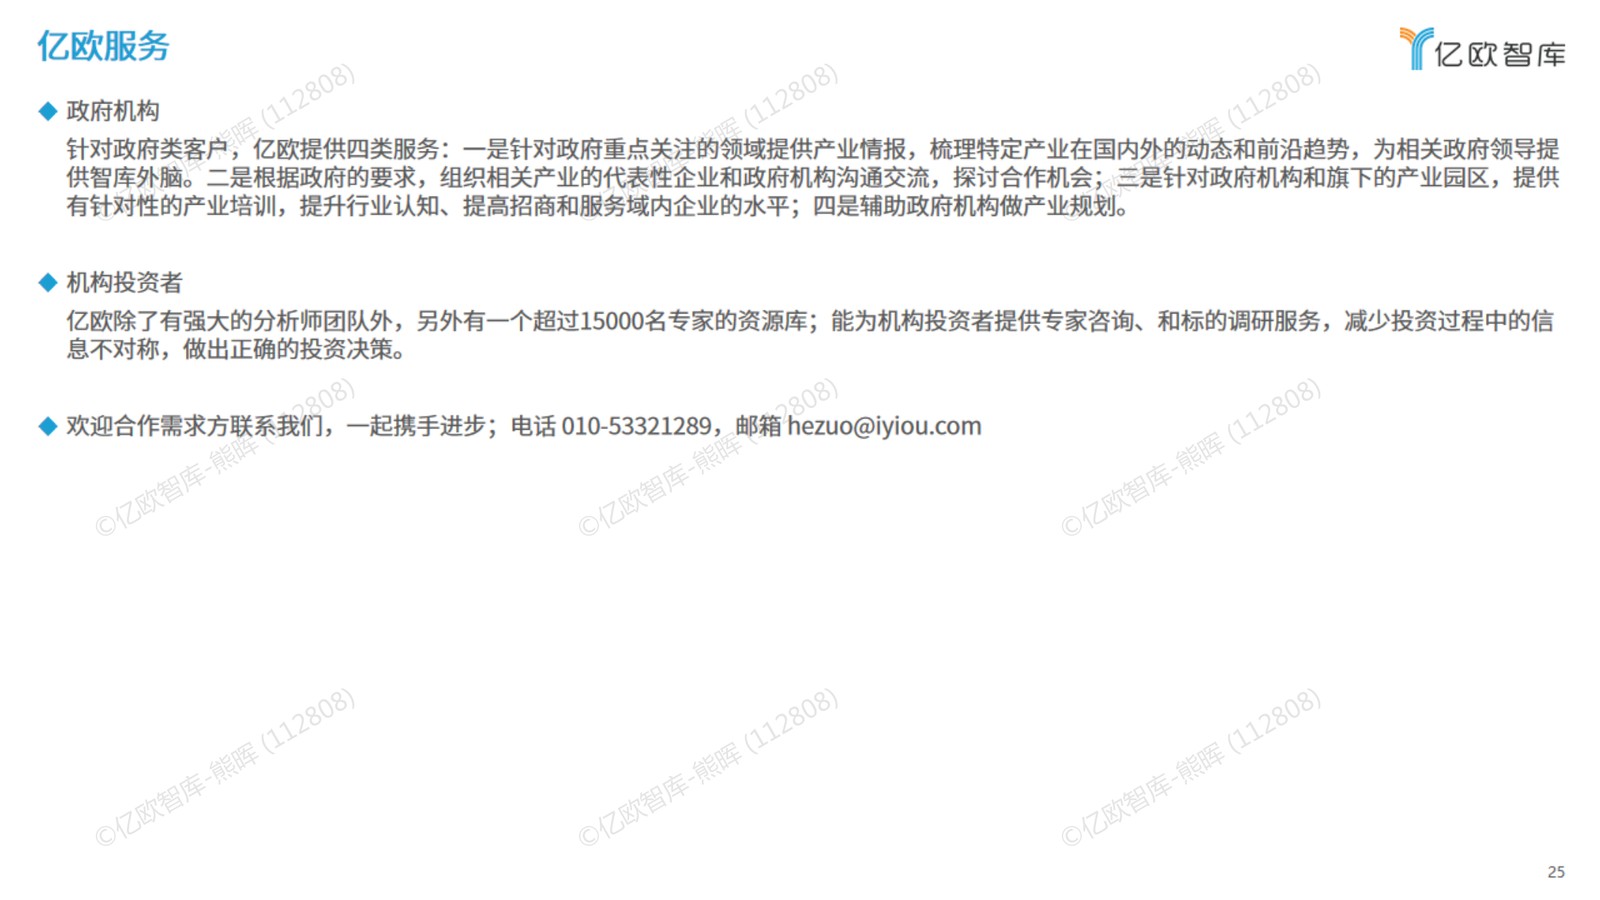 亿欧服务
亿欧智库
◆ 政府机构
针对政府类客户，亿欧提供四类服务：一是针对政府重点关注的领域提供产业情报，梳理特定产业在国内外的动态和前沿趋势，为相关政府领导提
供智库外脑。二是根据政府的要求，组织相关产业的代表性企业和政府机构沟通交流，探讨合作机会；三是针对政府机构和旗下的产业园区，提供
有针对性的产业培训，提升行业认知、提高招商和服务域内企业的水平；四是辅助政府机构做产业规划。
◆ 机构投资者
亿欧除了有强大的分析师团队外，另外有一个超过15000名专家的资源库；能为机构投资者提供专家咨询、和标的调研服务，减少投资过程中的信
息不对称，做出正确的投资决策。
◆ 欢迎合作需求方联系我们，一起携手进步；电话 010-53321289，邮箱 hezuo@iyiou.com
©亿欧智库-熊晖 (112808)
©亿欧智库-熊晖 (112808)
©亿欧智库-熊晖 (112808)
©亿欧智库-熊晖 (112808)
©亿欧智库-熊晖 (112808)
©亿欧智库-熊晖 (112808)
©亿欧智库-熊晖 (112808)
©亿欧智库-熊晖 (112808)
©亿欧智库-熊晖 (112808)
25